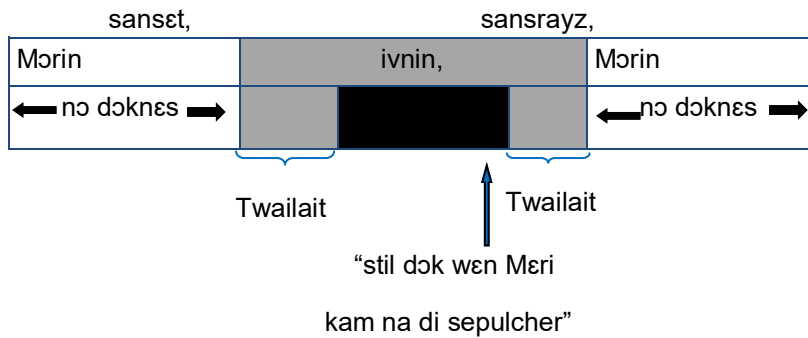 sansɛt, sansrayz,
Mɔrin ivnin, Mɔrin
nɔ dɔknɛs nɔ dɔknɛs
Twailait Twailait
“stil dɔk wɛn Mɛri
kam na di sepulcher”